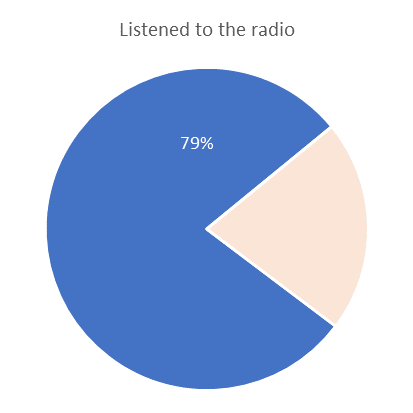 Listened to the radio
79%